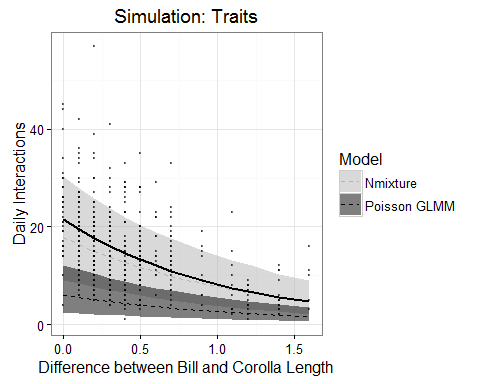 Simulation: Traits
Daily Interactions
40
20
0
0.0 0.5 1.0 1.5
Difference between Bill and Corolla Length
Model
Nmixture
Poisson GLMM